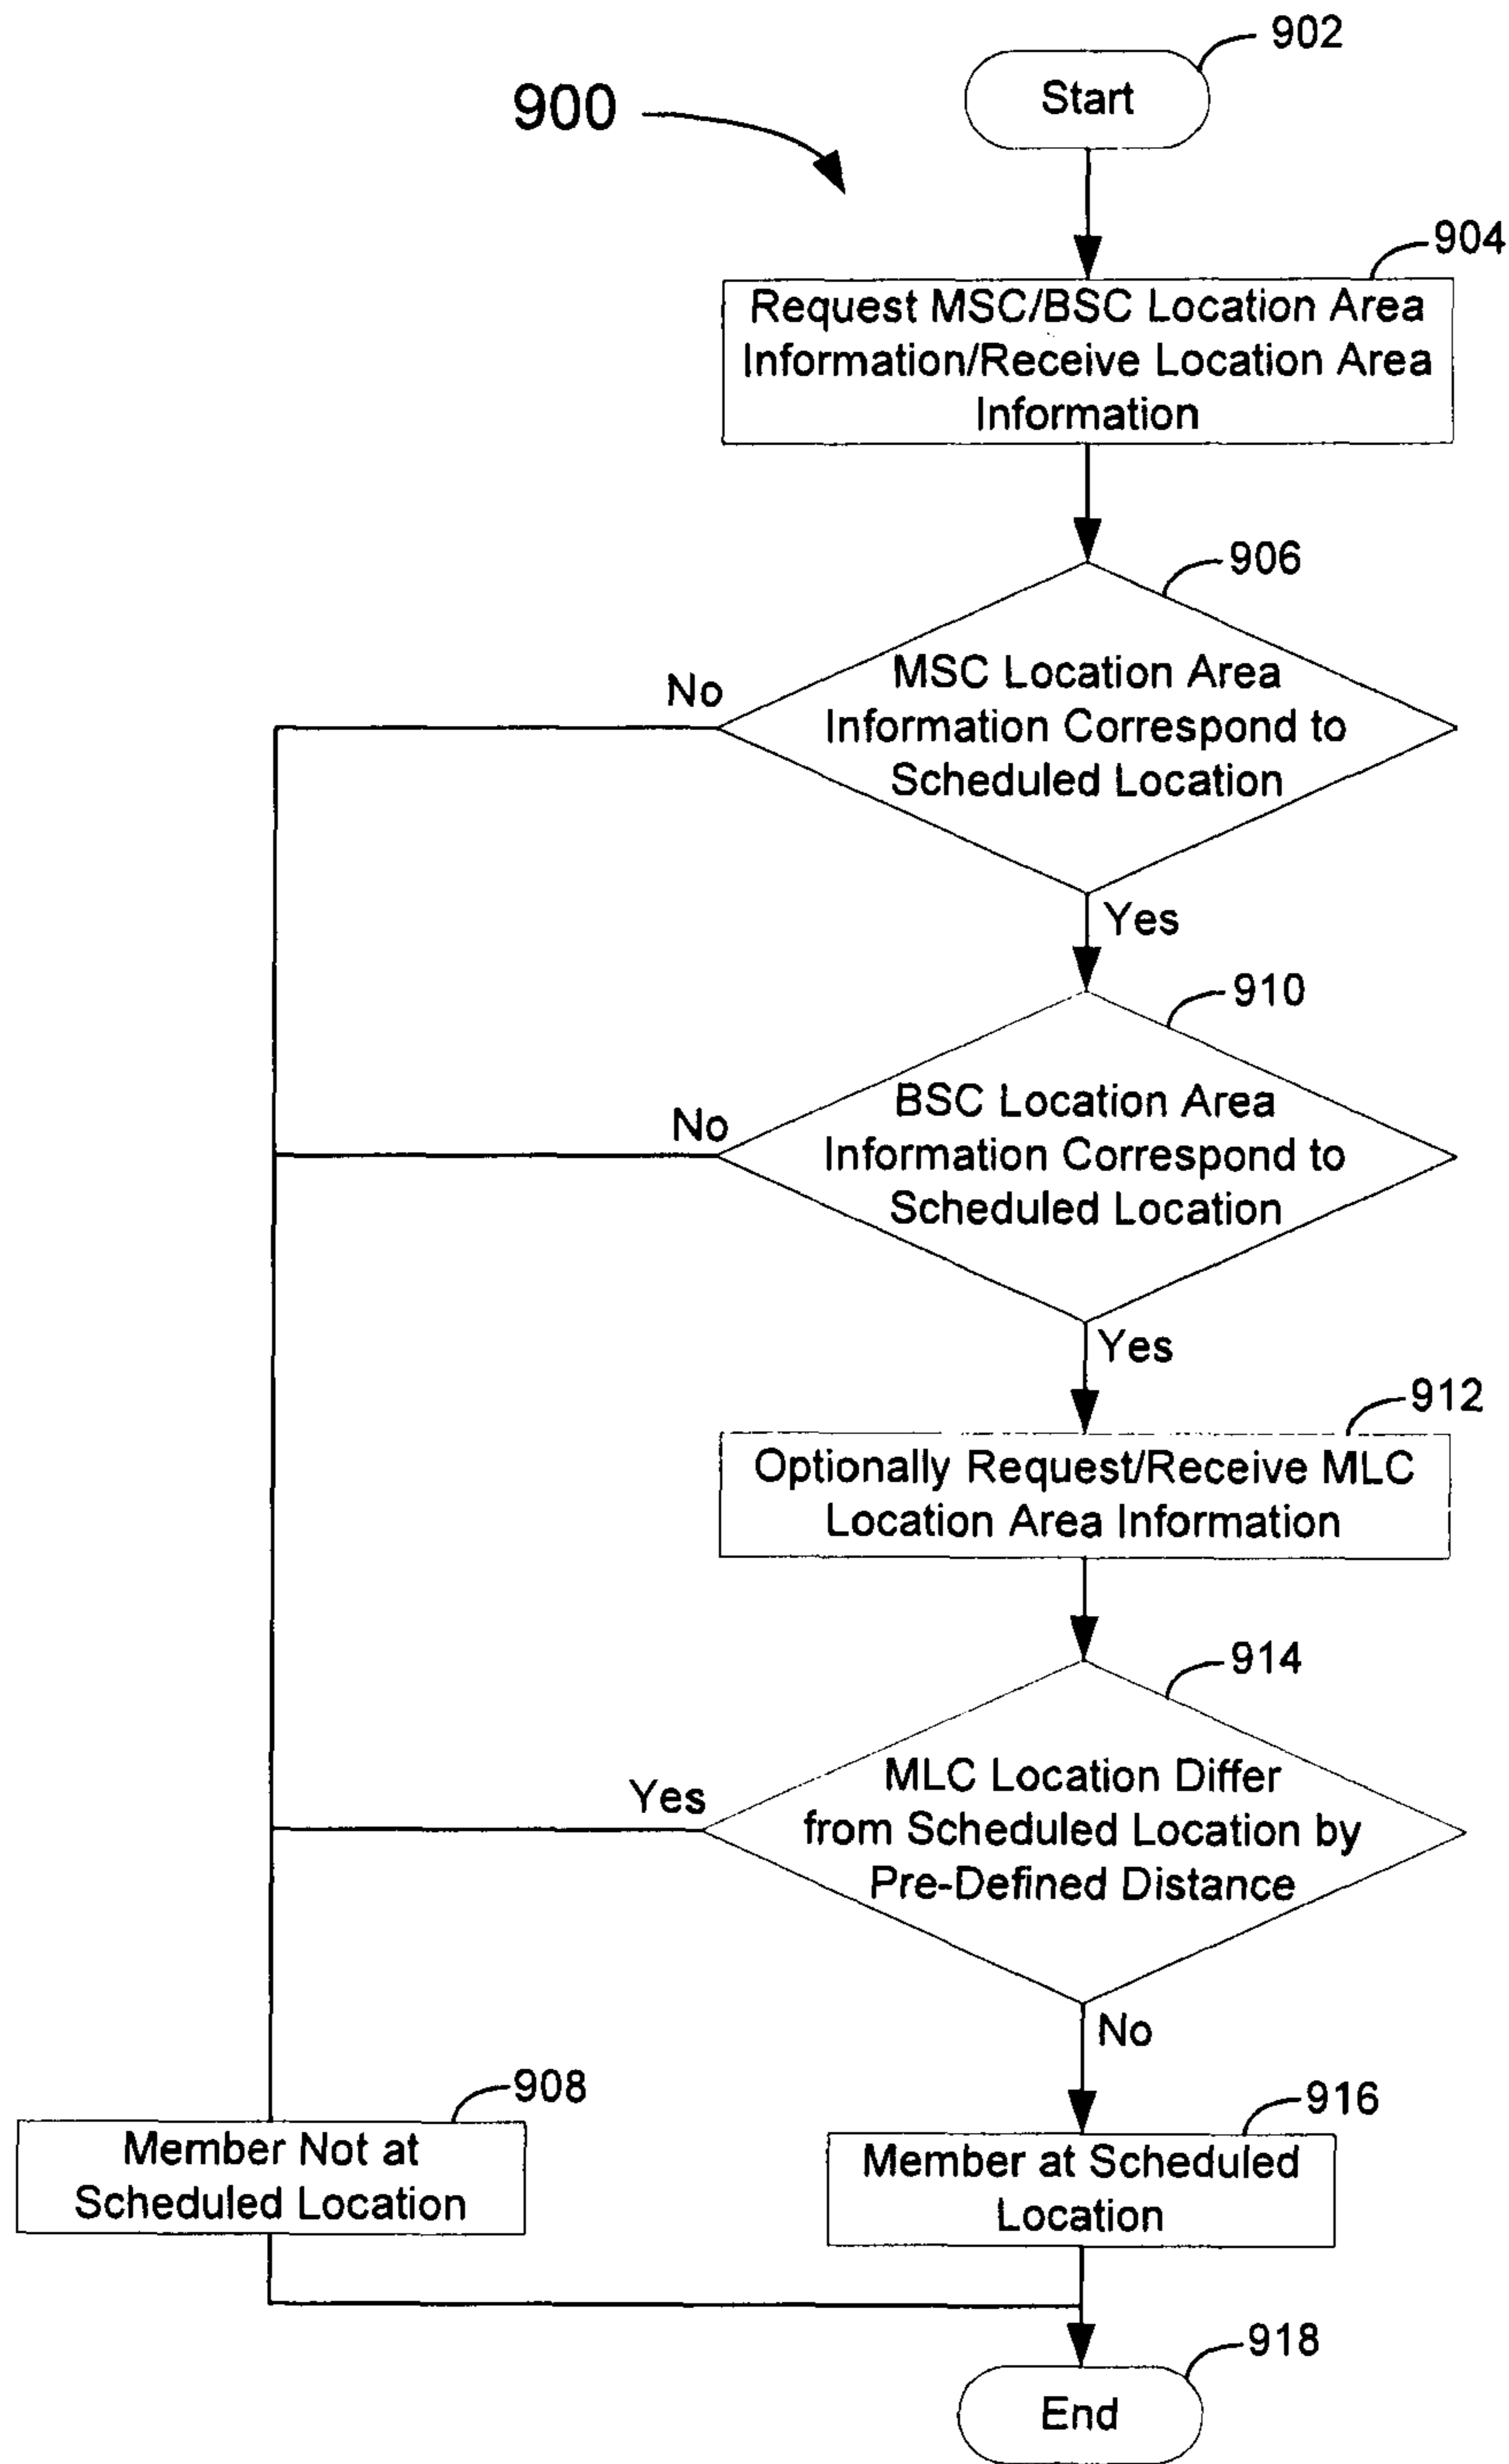 902
Start
900
904
Request MSC/BSC Location Area
Information/Receive Location Area
Information
906
MSC Location Area
Information Correspond to
Scheduled Location
No
Yes
910
BSC Location Area
Information Correspond to
Scheduled Location
No
Yes
912
Optionally Request/Receive MLC
Location Area Information
914
MLC Location Differ
from Scheduled Location by
Pre-Defined Distance
Yes
No
908
Member Not at
Scheduled Location
916
Member at Scheduled
Location
918
End